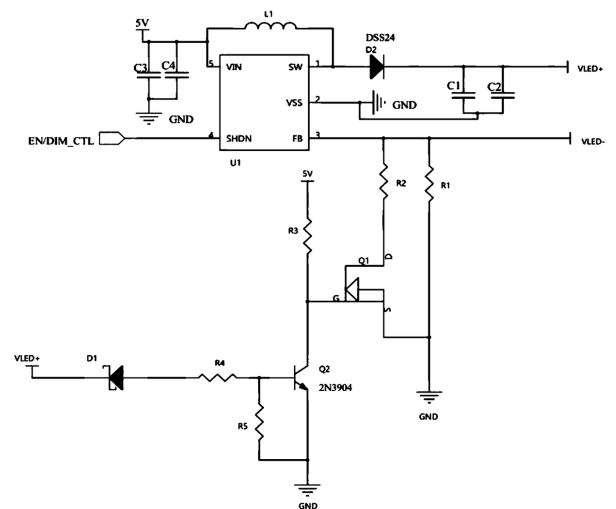 L1
5V
DSS24
D2
C3
C4
5
VIN
SW
1
VLED+
C1
C2
VSS
2
GND
GND
EN/DIM_CTL
4
SHDN
FB
3
VLED-
U1
5V
R2
R1
R3
Q1
D
G
S
VLED+
D1
R4
Q2
2N3904
R5
GND
GND